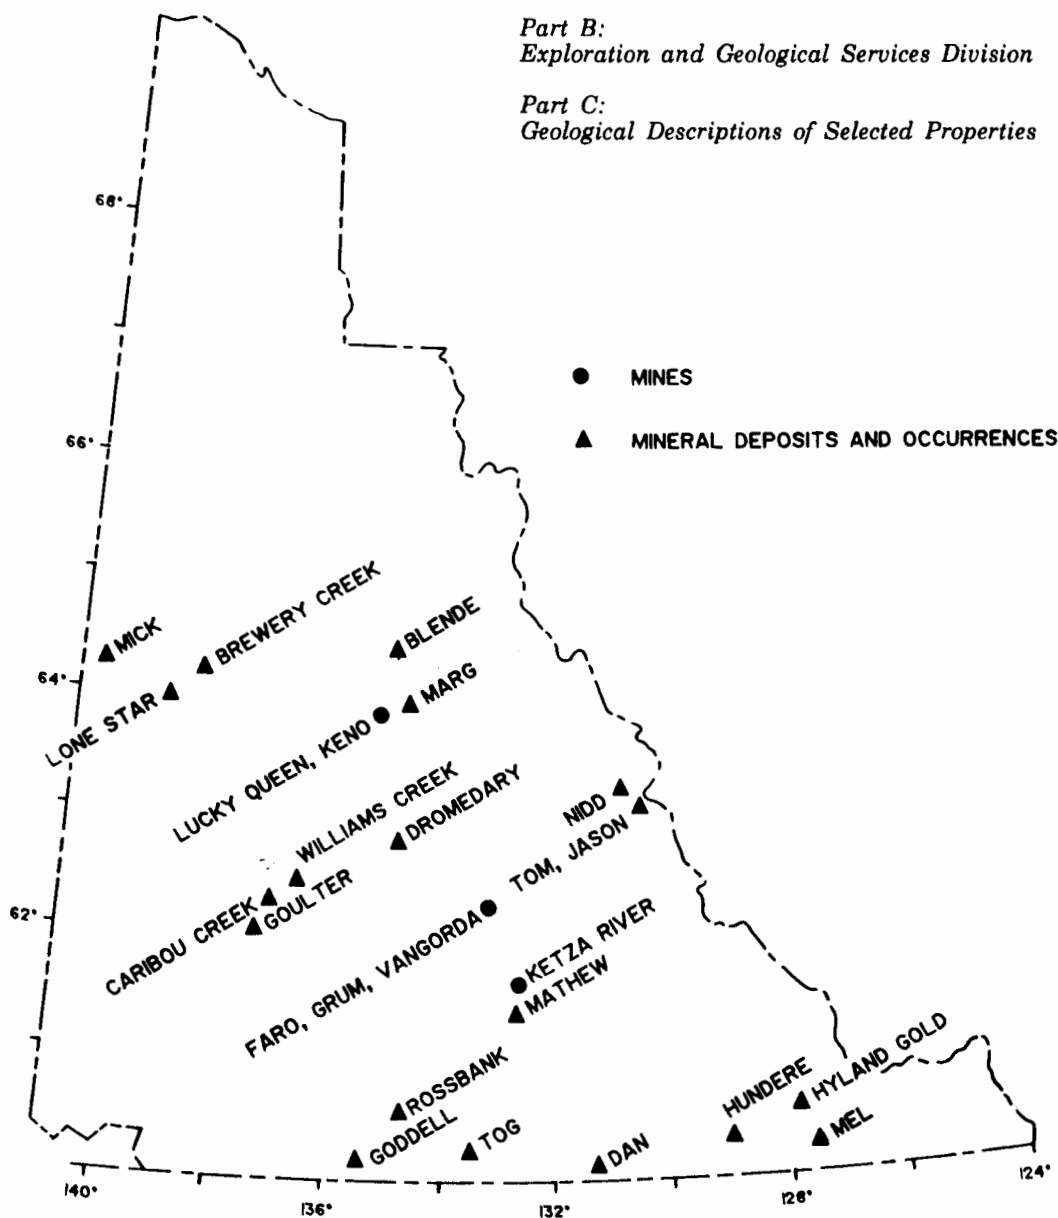 Part B:
Exploration and Geological Services Division
Part C:
Geological Descriptions of Selected Properties
68°
MINES
66°
MINERAL DEPOSITS AND OCCURRENCES
MICK
BREWERY CREEK
BLENDE
64°
LONE STAR
MARG
LUCKY QUEEN, KENO
WILLIAMS CREEK
DROMEDARY
NIDD
TOM, JASON
62°
CARIBOU CREEK
GOULTER
FARO, GRUM, VANGORDA
KETZA RIVER
MATHEW
ROSSBANK
HUNDERE
HYLAND GOLD
GODDELL
TOG
DAN
MEL
140°
136°
132°
128°
124°